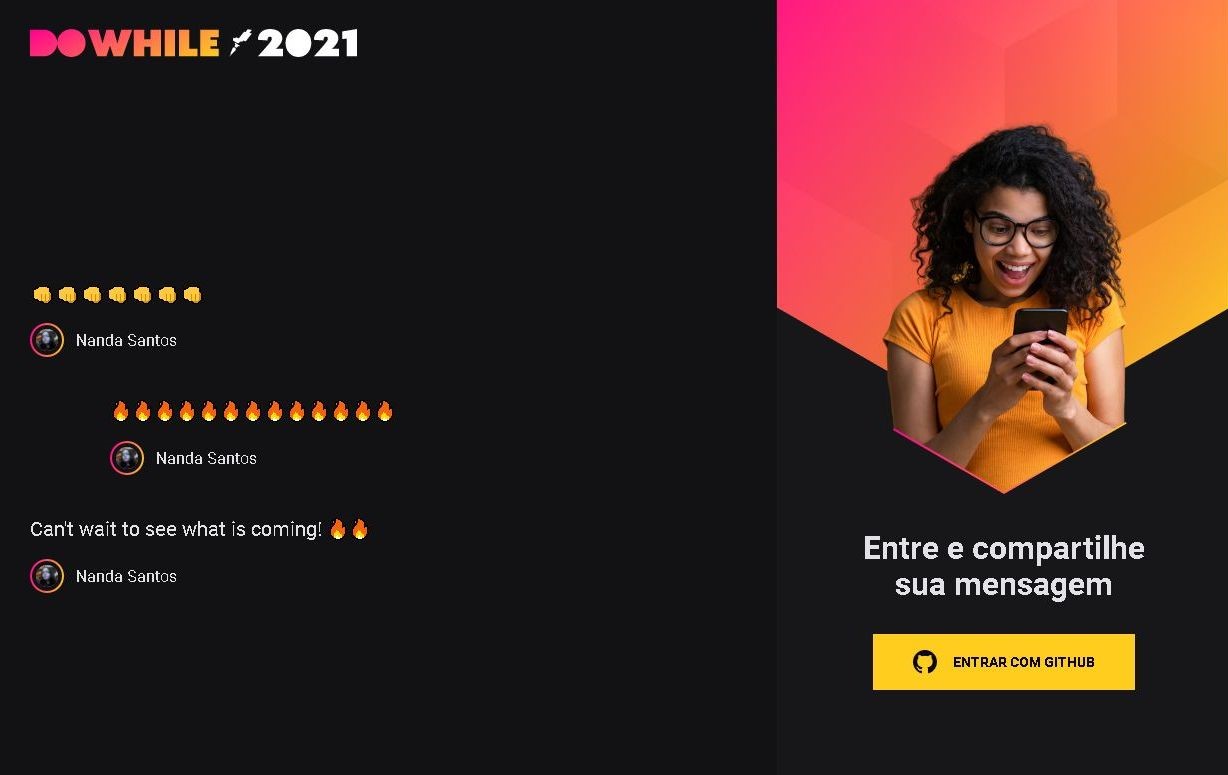 DOWHILE 2021
👊👊👊👊👊👊👊
Nanda Santos
🔥🔥🔥🔥🔥🔥🔥🔥🔥🔥🔥🔥🔥
Nanda Santos
Can't wait to see what is coming! 🔥🔥
Nanda Santos
Entre e compartilhe
sua mensagem
ENTRAR COM GITHUB